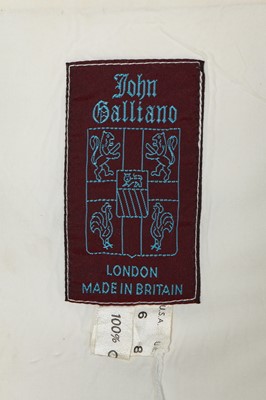 John
Galliano
LONDON
MADE IN BRITAIN
U.S.A.
6
8
100%